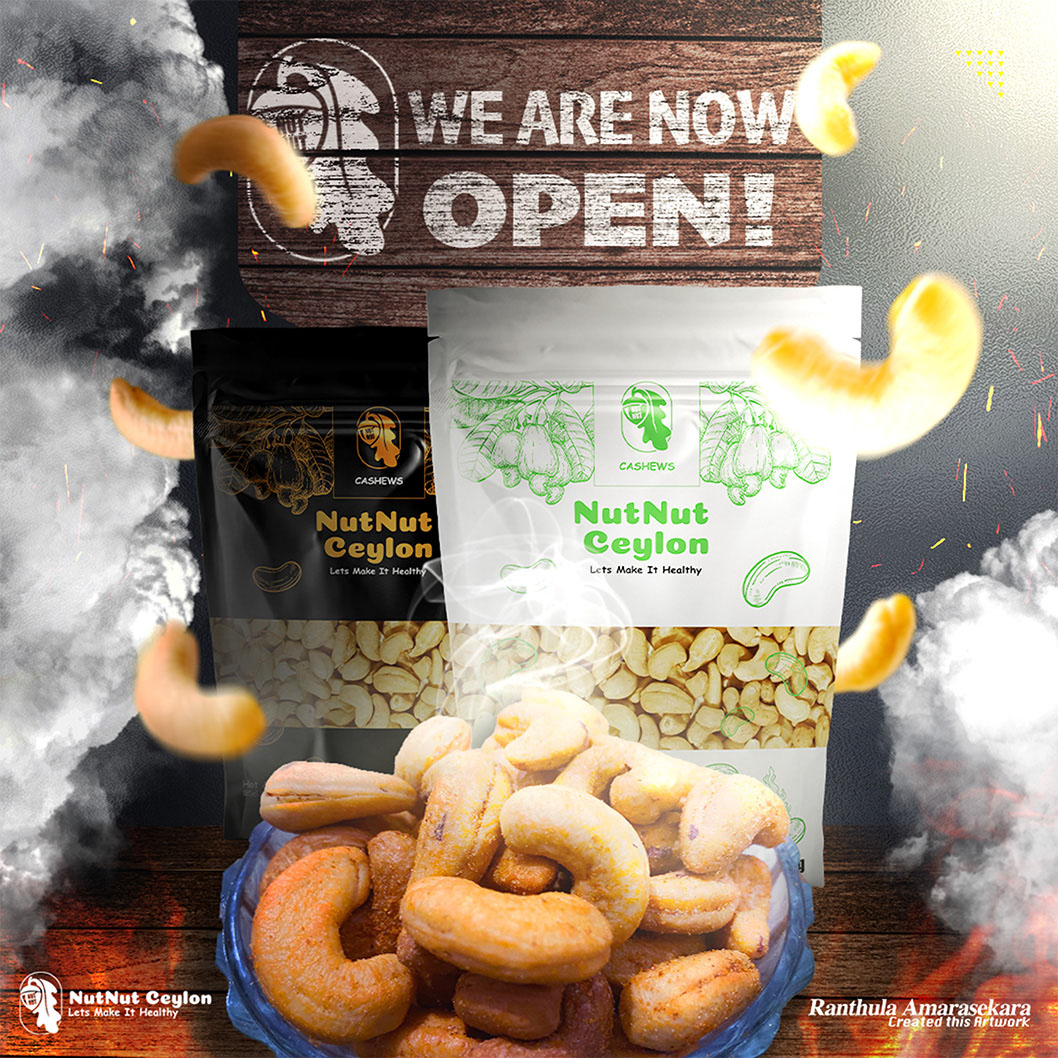 WE ARE NOW
OPEN!
CASHEWS
NutNut
Ceylon
Lets Make It Healthy
CASHEWS
NutNut
Ceylon
Lets Make It Healthy
NutNut Ceylon
Lets Make It Healthy
Ranthula Amarasekara
Created this Artwork